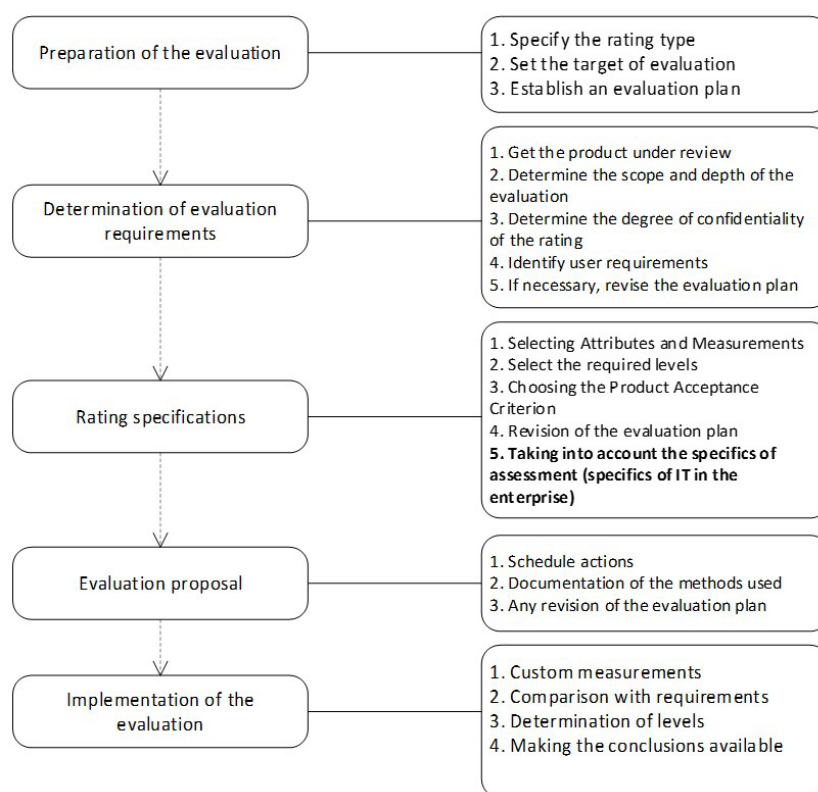 Preparation of the evaluation
1. Specify the rating type
2. Set the target of evaluation
3. Establish an evaluation plan
Determination of evaluation
requirements
1. Get the product under review
2. Determine the scope and depth of the
evaluation
3. Determine the degree of confidentiality
of the rating
4. Identify user requirements
5. If necessary, revise the evaluation plan
Rating specifications
1. Selecting Attributes and Measurements
2. Select the required levels
3. Choosing the Product Acceptance
Criterion
4. Revision of the evaluation plan
5. Taking into account the specifics of
assessment (specifics of IT in the
enterprise)
Evaluation proposal
1. Schedule actions
2. Documentation of the methods used
3. Any revision of the evaluation plan
Implementation of the
evaluation
1. Custom measurements
2. Comparison with requirements
3. Determination of levels
4. Making the conclusions available